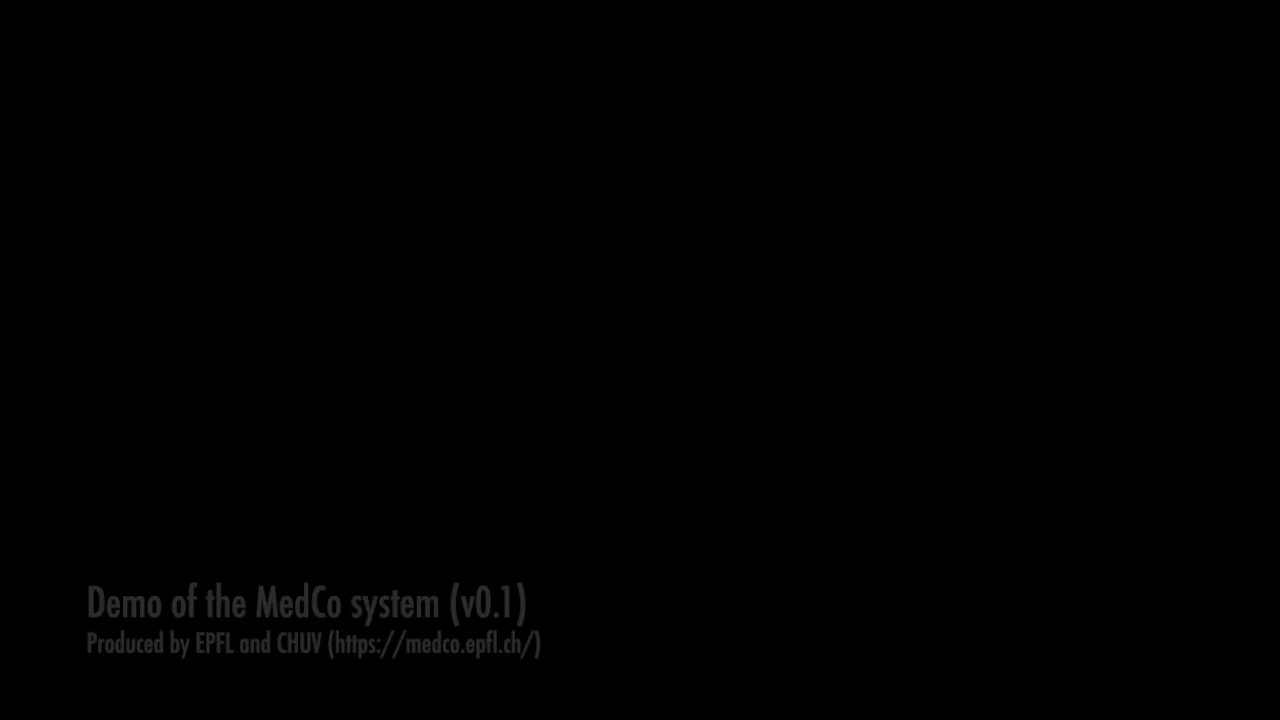 Demo of the MedCo system (v0.1)
Produced by EPFL and CHUV (https://medco.epfl.ch/)